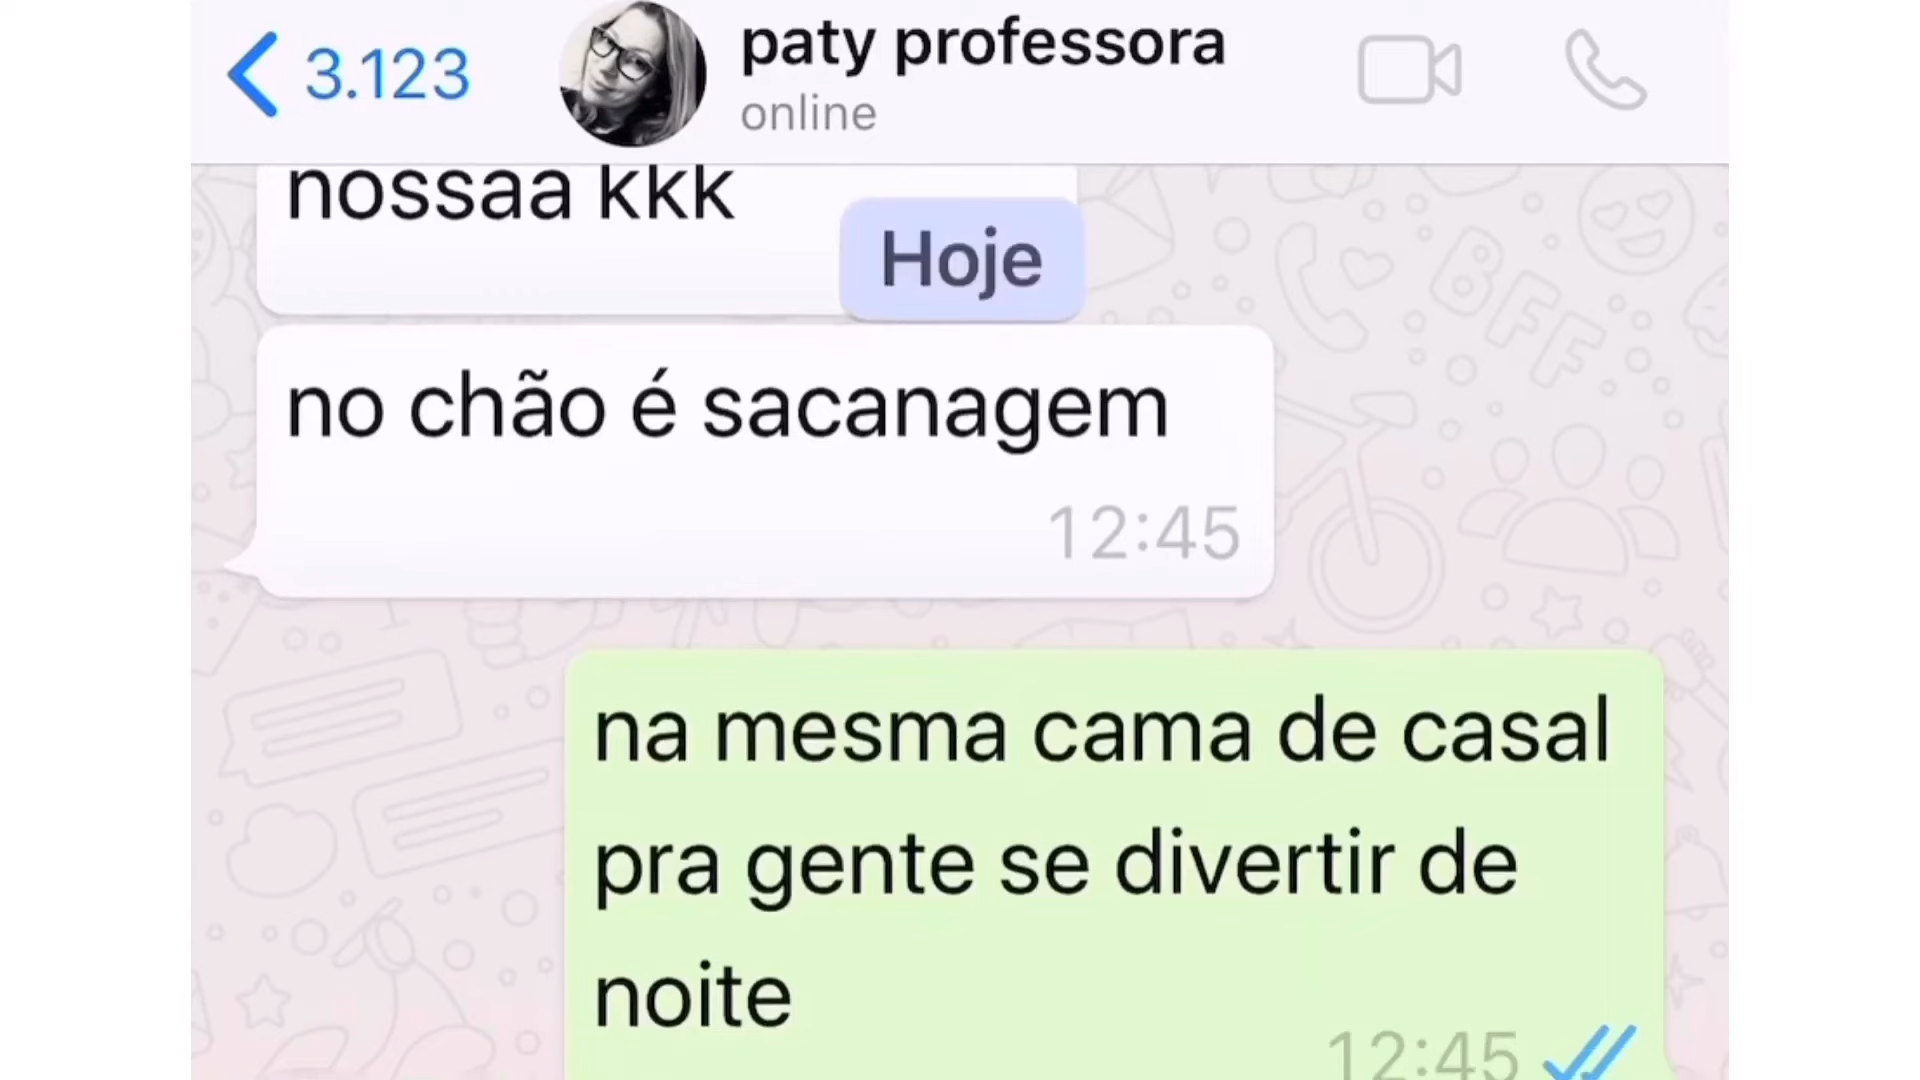 3.123
paty professora
online
nossaa kkk
Hoje
no chão é sacanagem
12:45
na mesma cama de casal
pra gente se divertir de
noite
12:45